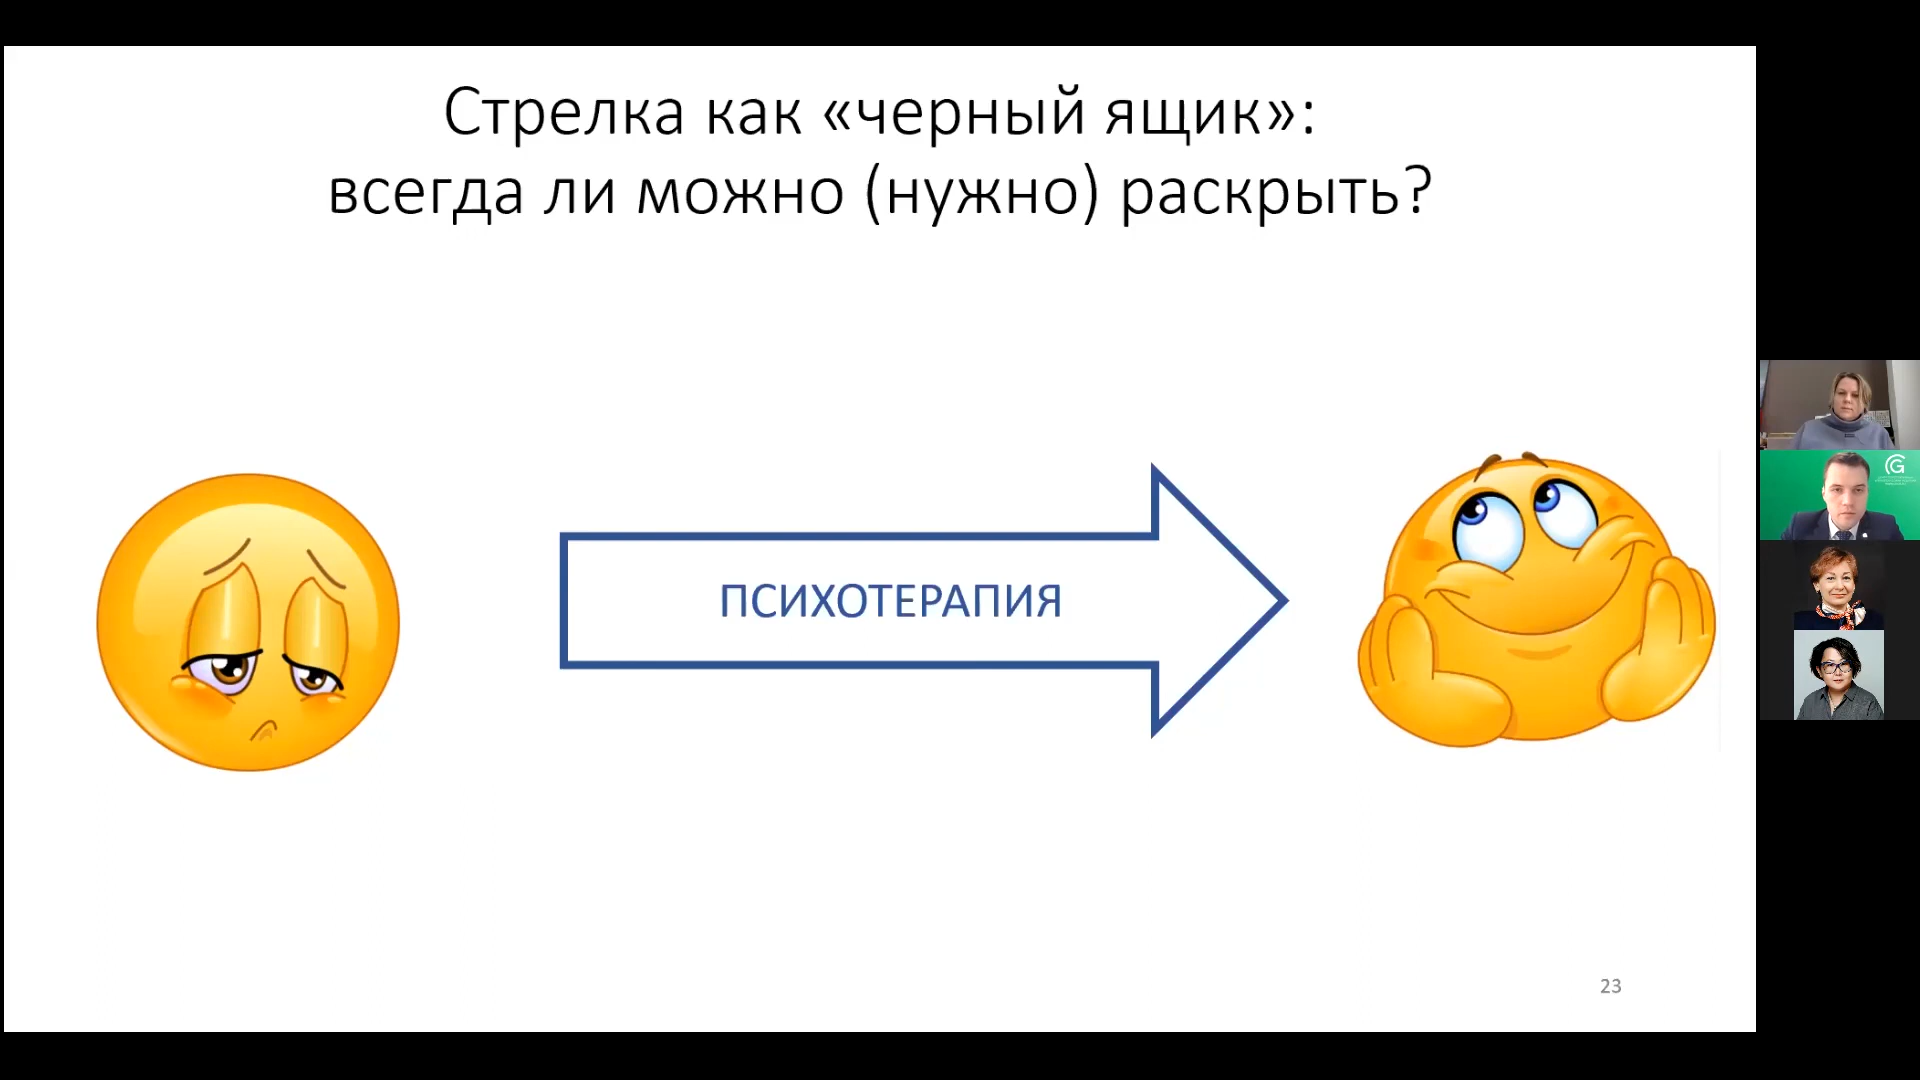 Стрелка как «черный ящик»:
всегда ли можно (нужно) раскрыть?
ПСИХОТЕРАПИЯ
23